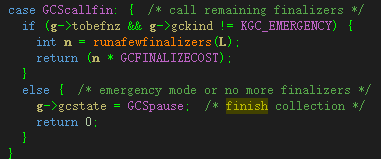 case GCScallfin: {  /* call remaining finalizers */
  if (g->tobefnz && g->gckind != KGC_EMERGENCY) {
    int n = runafewfinalizers(L);
    return (n * GCFINALIZECOST);
  }
  else {  /* emergency mode or no more finalizers */
    g->gcstate = GCSpause;  /* finish collection */
    return 0;
  }
}